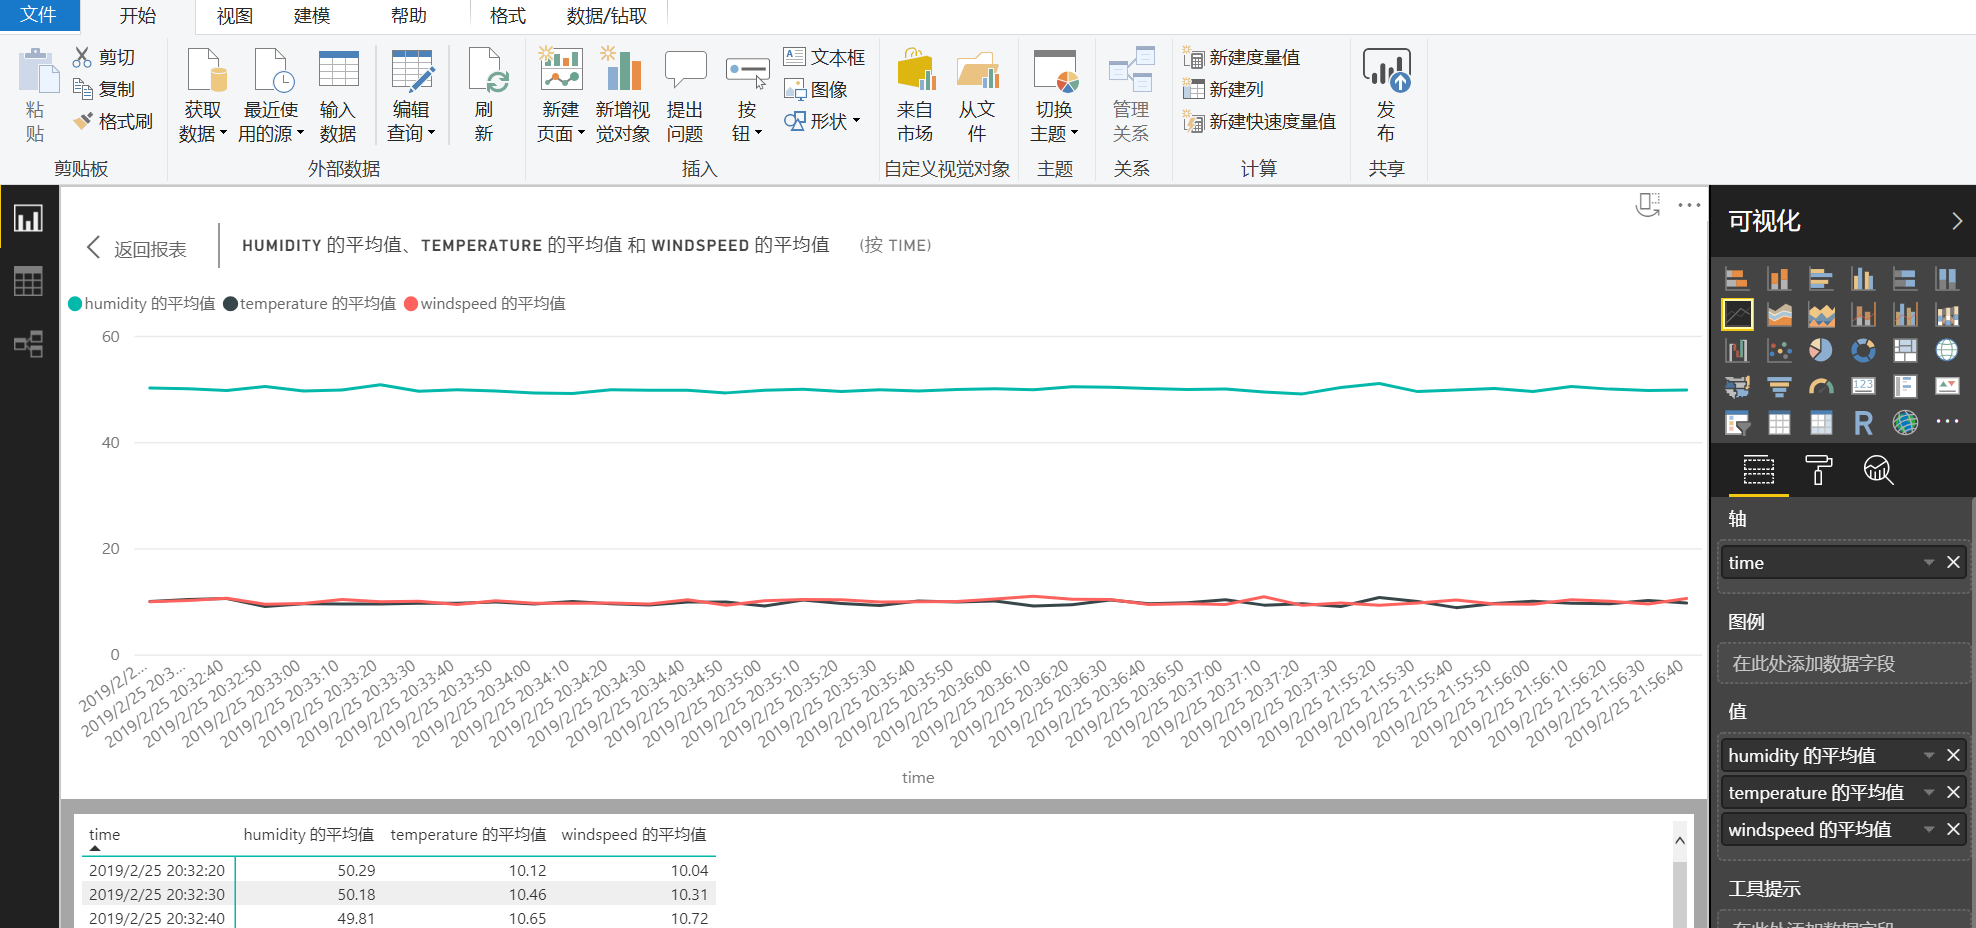 文件 开始 视图 建模 帮助 格式 数据/钻取
粘贴
剪切
复制
格式刷
剪贴板
获取数据
最近使用的源
输入数据
编辑查询
外部数据
刷新
新建页面
新增视觉对象
提出问题
按钮
文本框
图像
形状
插入
来自市场
从文件
自定义视觉对象
切换主题
主题
管理关系
关系
新建度量值
新建列
新建快速度量值
计算
发布
共享
返回报表
HUMIDITY 的平均值、TEMPERATURE 的平均值 和 WINDSPEED 的平均值 (按 TIME)
humidity 的平均值 temperature 的平均值 windspeed 的平均值
60
40
20
0
2019/2/2...
2019/2/25 20:3...
2019/2/25 20:32:40
2019/2/25 20:32:50
2019/2/25 20:33:00
2019/2/25 20:33:10
2019/2/25 20:33:20
2019/2/25 20:33:30
2019/2/25 20:33:40
2019/2/25 20:33:50
2019/2/25 20:34:00
2019/2/25 20:34:10
2019/2/25 20:34:20
2019/2/25 20:34:30
2019/2/25 20:34:40
2019/2/25 20:34:50
2019/2/25 20:35:00
2019/2/25 20:35:10
2019/2/25 20:35:20
2019/2/25 20:35:30
2019/2/25 20:35:40
2019/2/25 20:35:50
2019/2/25 20:36:00
2019/2/25 20:36:10
2019/2/25 20:36:20
2019/2/25 20:36:30
2019/2/25 20:36:40
2019/2/25 20:36:50
2019/2/25 20:37:00
2019/2/25 20:37:10
2019/2/25 20:37:20
2019/2/25 20:37:30
2019/2/25 21:55:20
2019/2/25 21:55:30
2019/2/25 21:55:40
2019/2/25 21:55:50
2019/2/25 21:56:00
2019/2/25 21:56:10
2019/2/25 21:56:20
2019/2/25 21:56:30
2019/2/25 21:56:40
time
time humidity 的平均值 temperature 的平均值 windspeed 的平均值
2019/2/25 20:32:20 50.29 10.12 10.04
2019/2/25 20:32:30 50.18 10.46 10.31
2019/2/25 20:32:40 49.81 10.65 10.72
可视化
123
R
轴
time
图例
在此处添加数据字段
值
humidity 的平均值
temperature 的平均值
windspeed 的平均值
工具提示
在此处添加数据字段